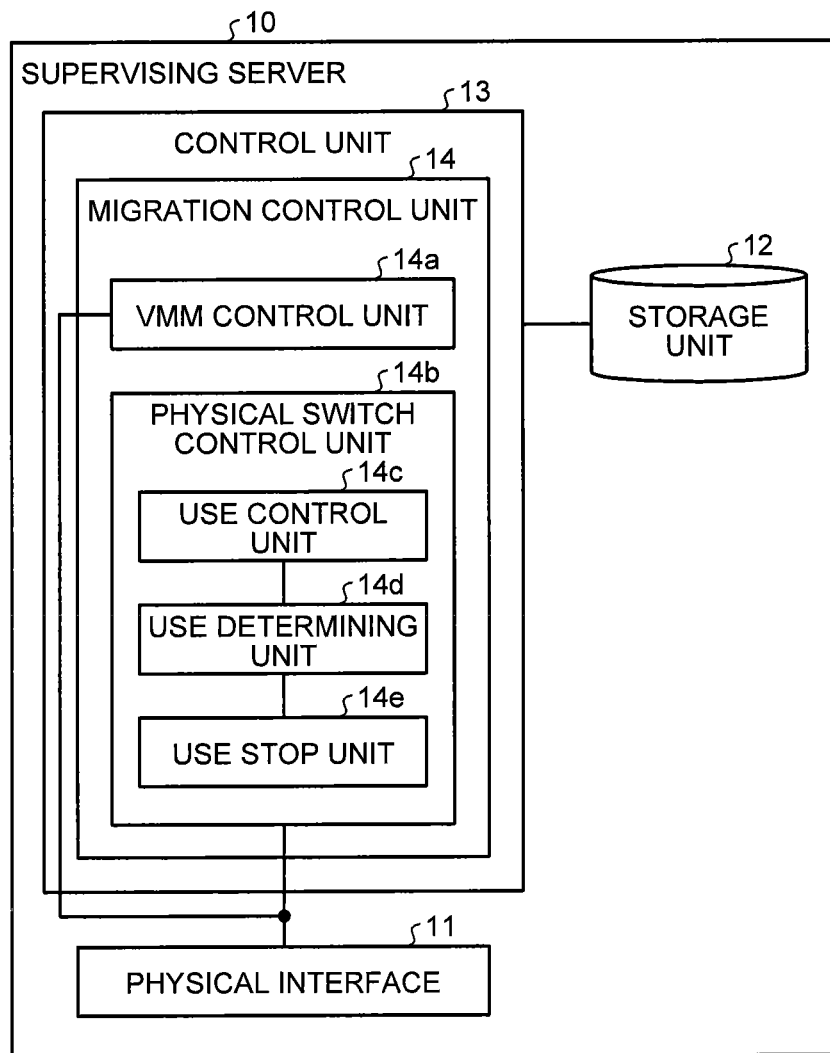 10
SUPERVISING SERVER
13
CONTROL UNIT
14
MIGRATION CONTROL UNIT
14a
VMM CONTROL UNIT
12
STORAGE
UNIT
14b
PHYSICAL SWITCH
CONTROL UNIT
14c
USE CONTROL
UNIT
14d
USE DETERMINING
UNIT
14e
USE STOP UNIT
11
PHYSICAL INTERFACE